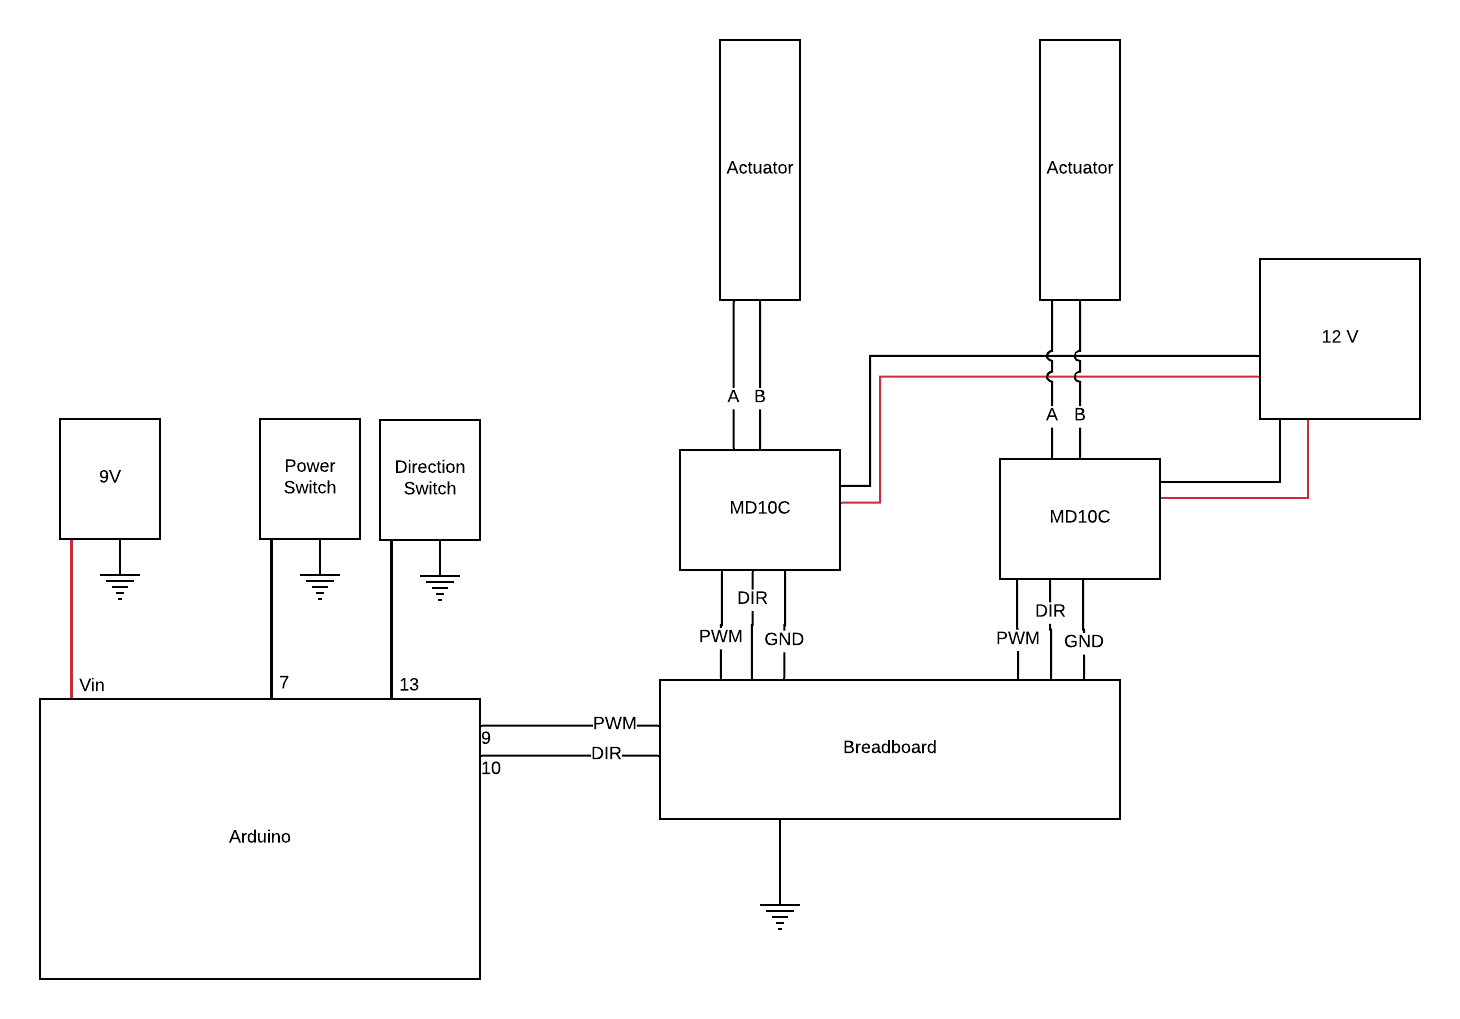 Actuator
Actuator
12 V
A
B
A
B
9V
Power
Switch
Direction
Switch
MD10C
MD10C
DIR
PWM
GND
DIR
PWM
GND
Vin
7
13
9
10
PWM
DIR
Breadboard
Arduino